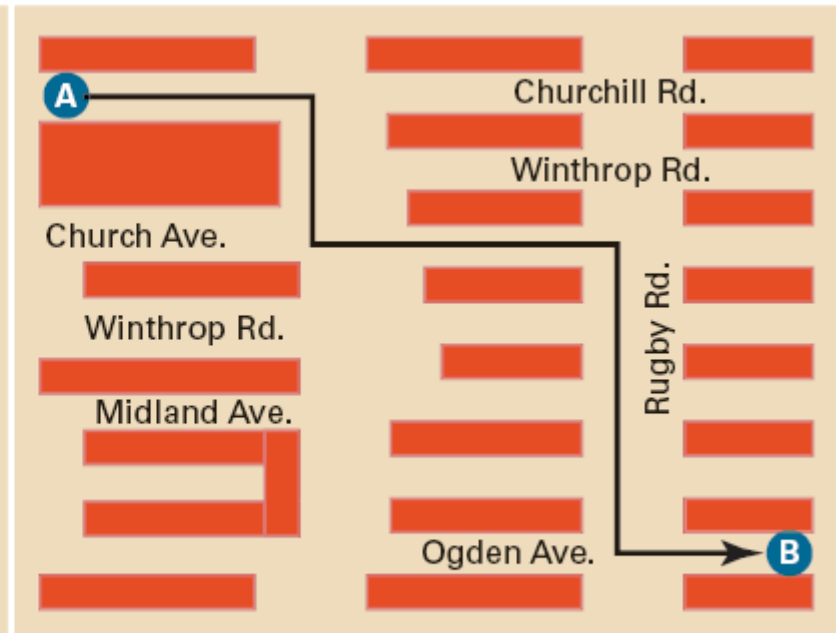 A
Churchill Rd.
Winthrop Rd.
Church Ave.
Rugby Rd.
Winthrop Rd.
Midland Ave.
Ogden Ave.
B